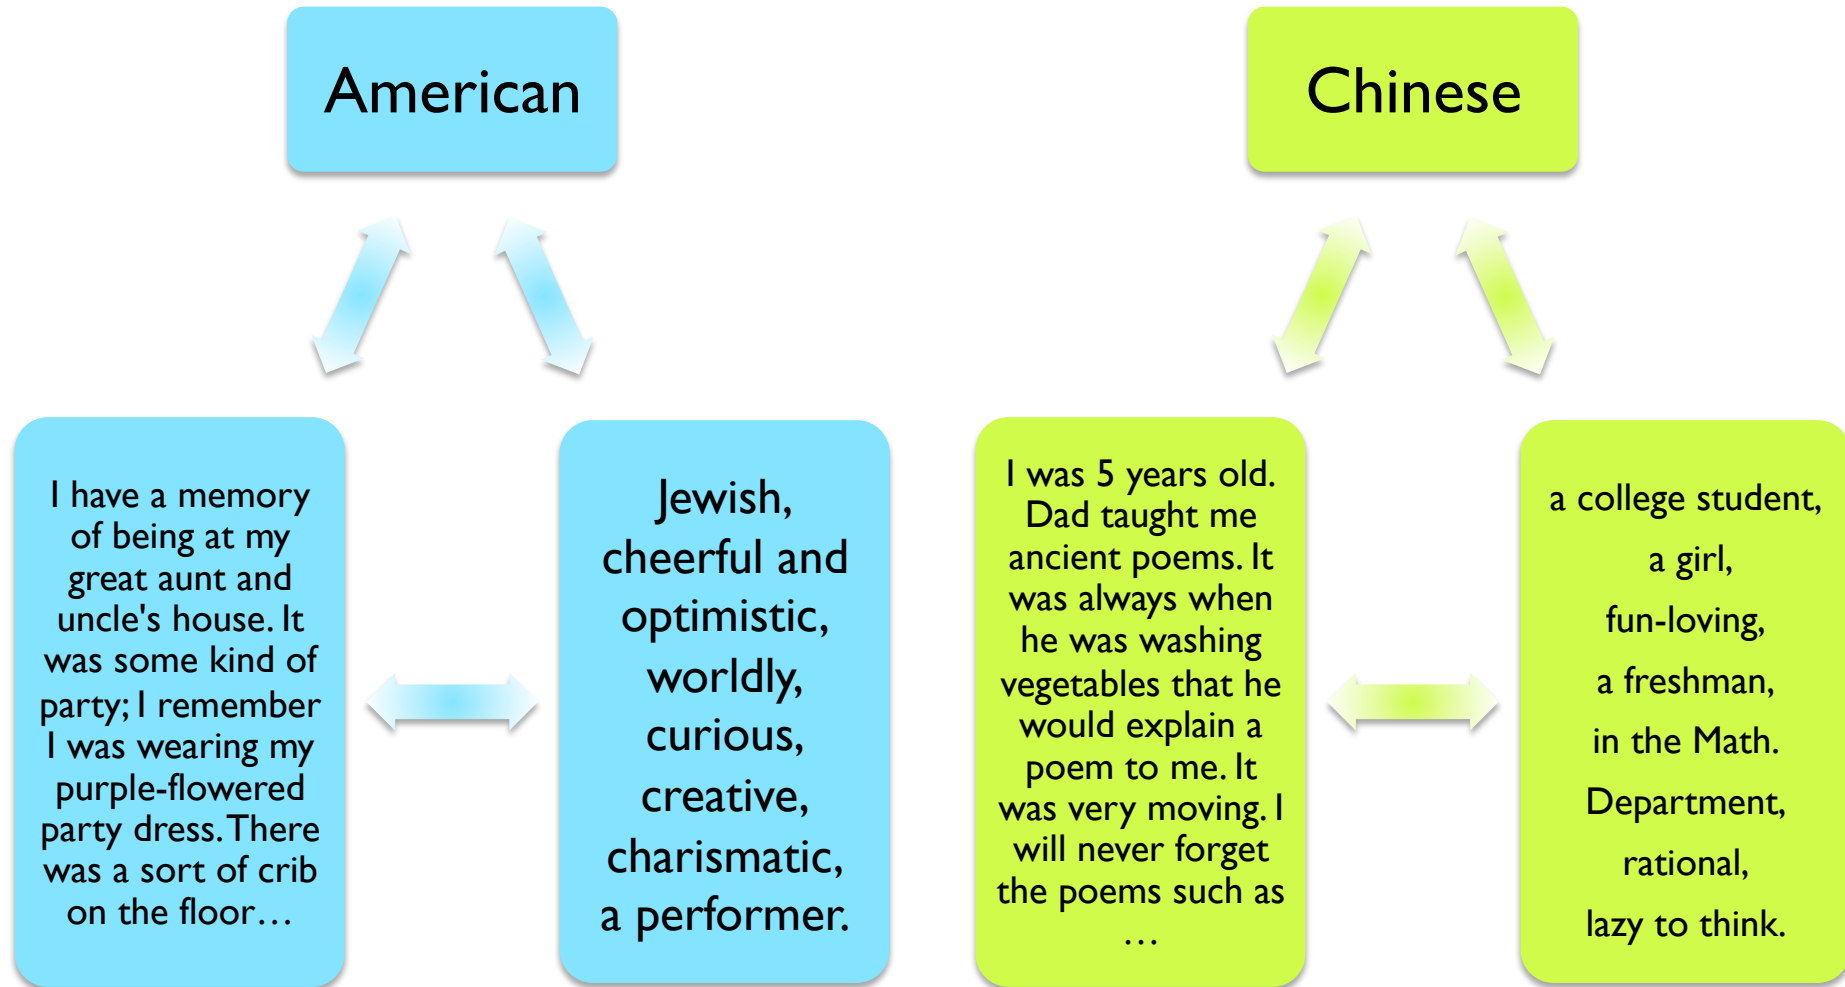 American
Chinese
I have a memory
of being at my
great aunt and
uncle's house. It
was some kind of
party; I remember
I was wearing my
purple-flowered
party dress. There
was a sort of crib
on the floor…
Jewish,
cheerful and
optimistic,
worldly,
curious,
creative,
charismatic,
a performer.
I was 5 years old.
Dad taught me
ancient poems. It
was always when
he was washing
vegetables that he
would explain a
poem to me. It
was very moving. I
will never forget
the poems such as
…
a college student,
a girl,
fun-loving,
a freshman,
in the Math.
Department,
rational,
lazy to think.